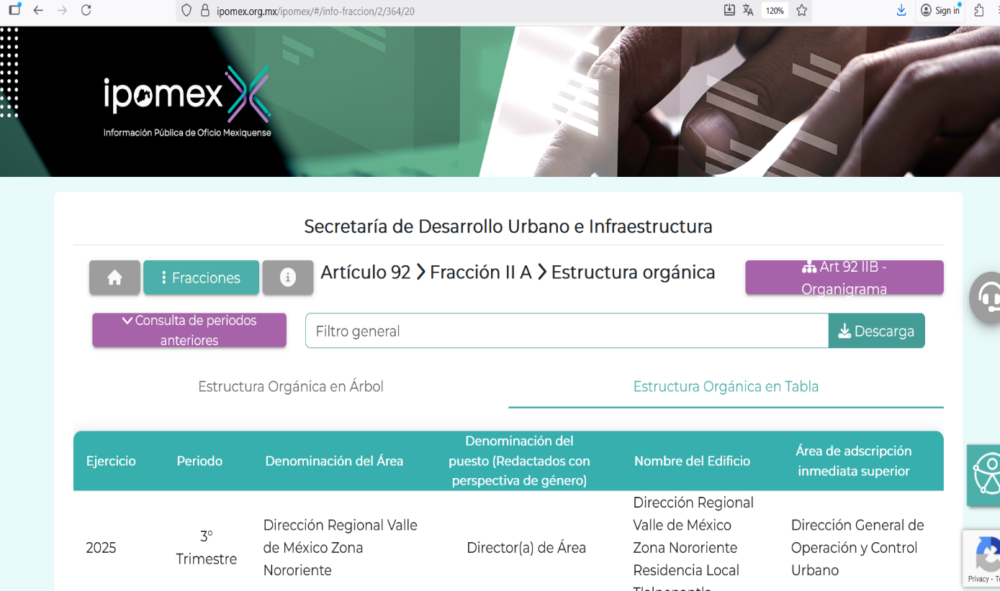 ipomex.org.mx/ipomex/#/info-fraccion/2/364/20
120%
Sign in
ipomex
Información Pública de Oficio Mexiquense
Secretaría de Desarrollo Urbano e Infraestructura
Fracciones
Artículo 92 > Fracción II A > Estructura orgánica
Art 92 IIB -
Organigrama
Consulta de periodos
anteriores
Filtro general
Descarga
Estructura Orgánica en Árbol
Estructura Orgánica en Tabla
Ejercicio
Periodo
Denominación del Área
Denominación del
puesto (Redactados con
perspectiva de género)
Nombre del Edificio
Área de adscripción
inmediata superior
2025
3º
Trimestre
Dirección Regional Valle
de México Zona
Nororiente
Director(a) de Área
Dirección Regional
Valle de México
Zona Nororiente
Residencia Local
Dirección General de
Operación y Control
Urbano
Privacy -